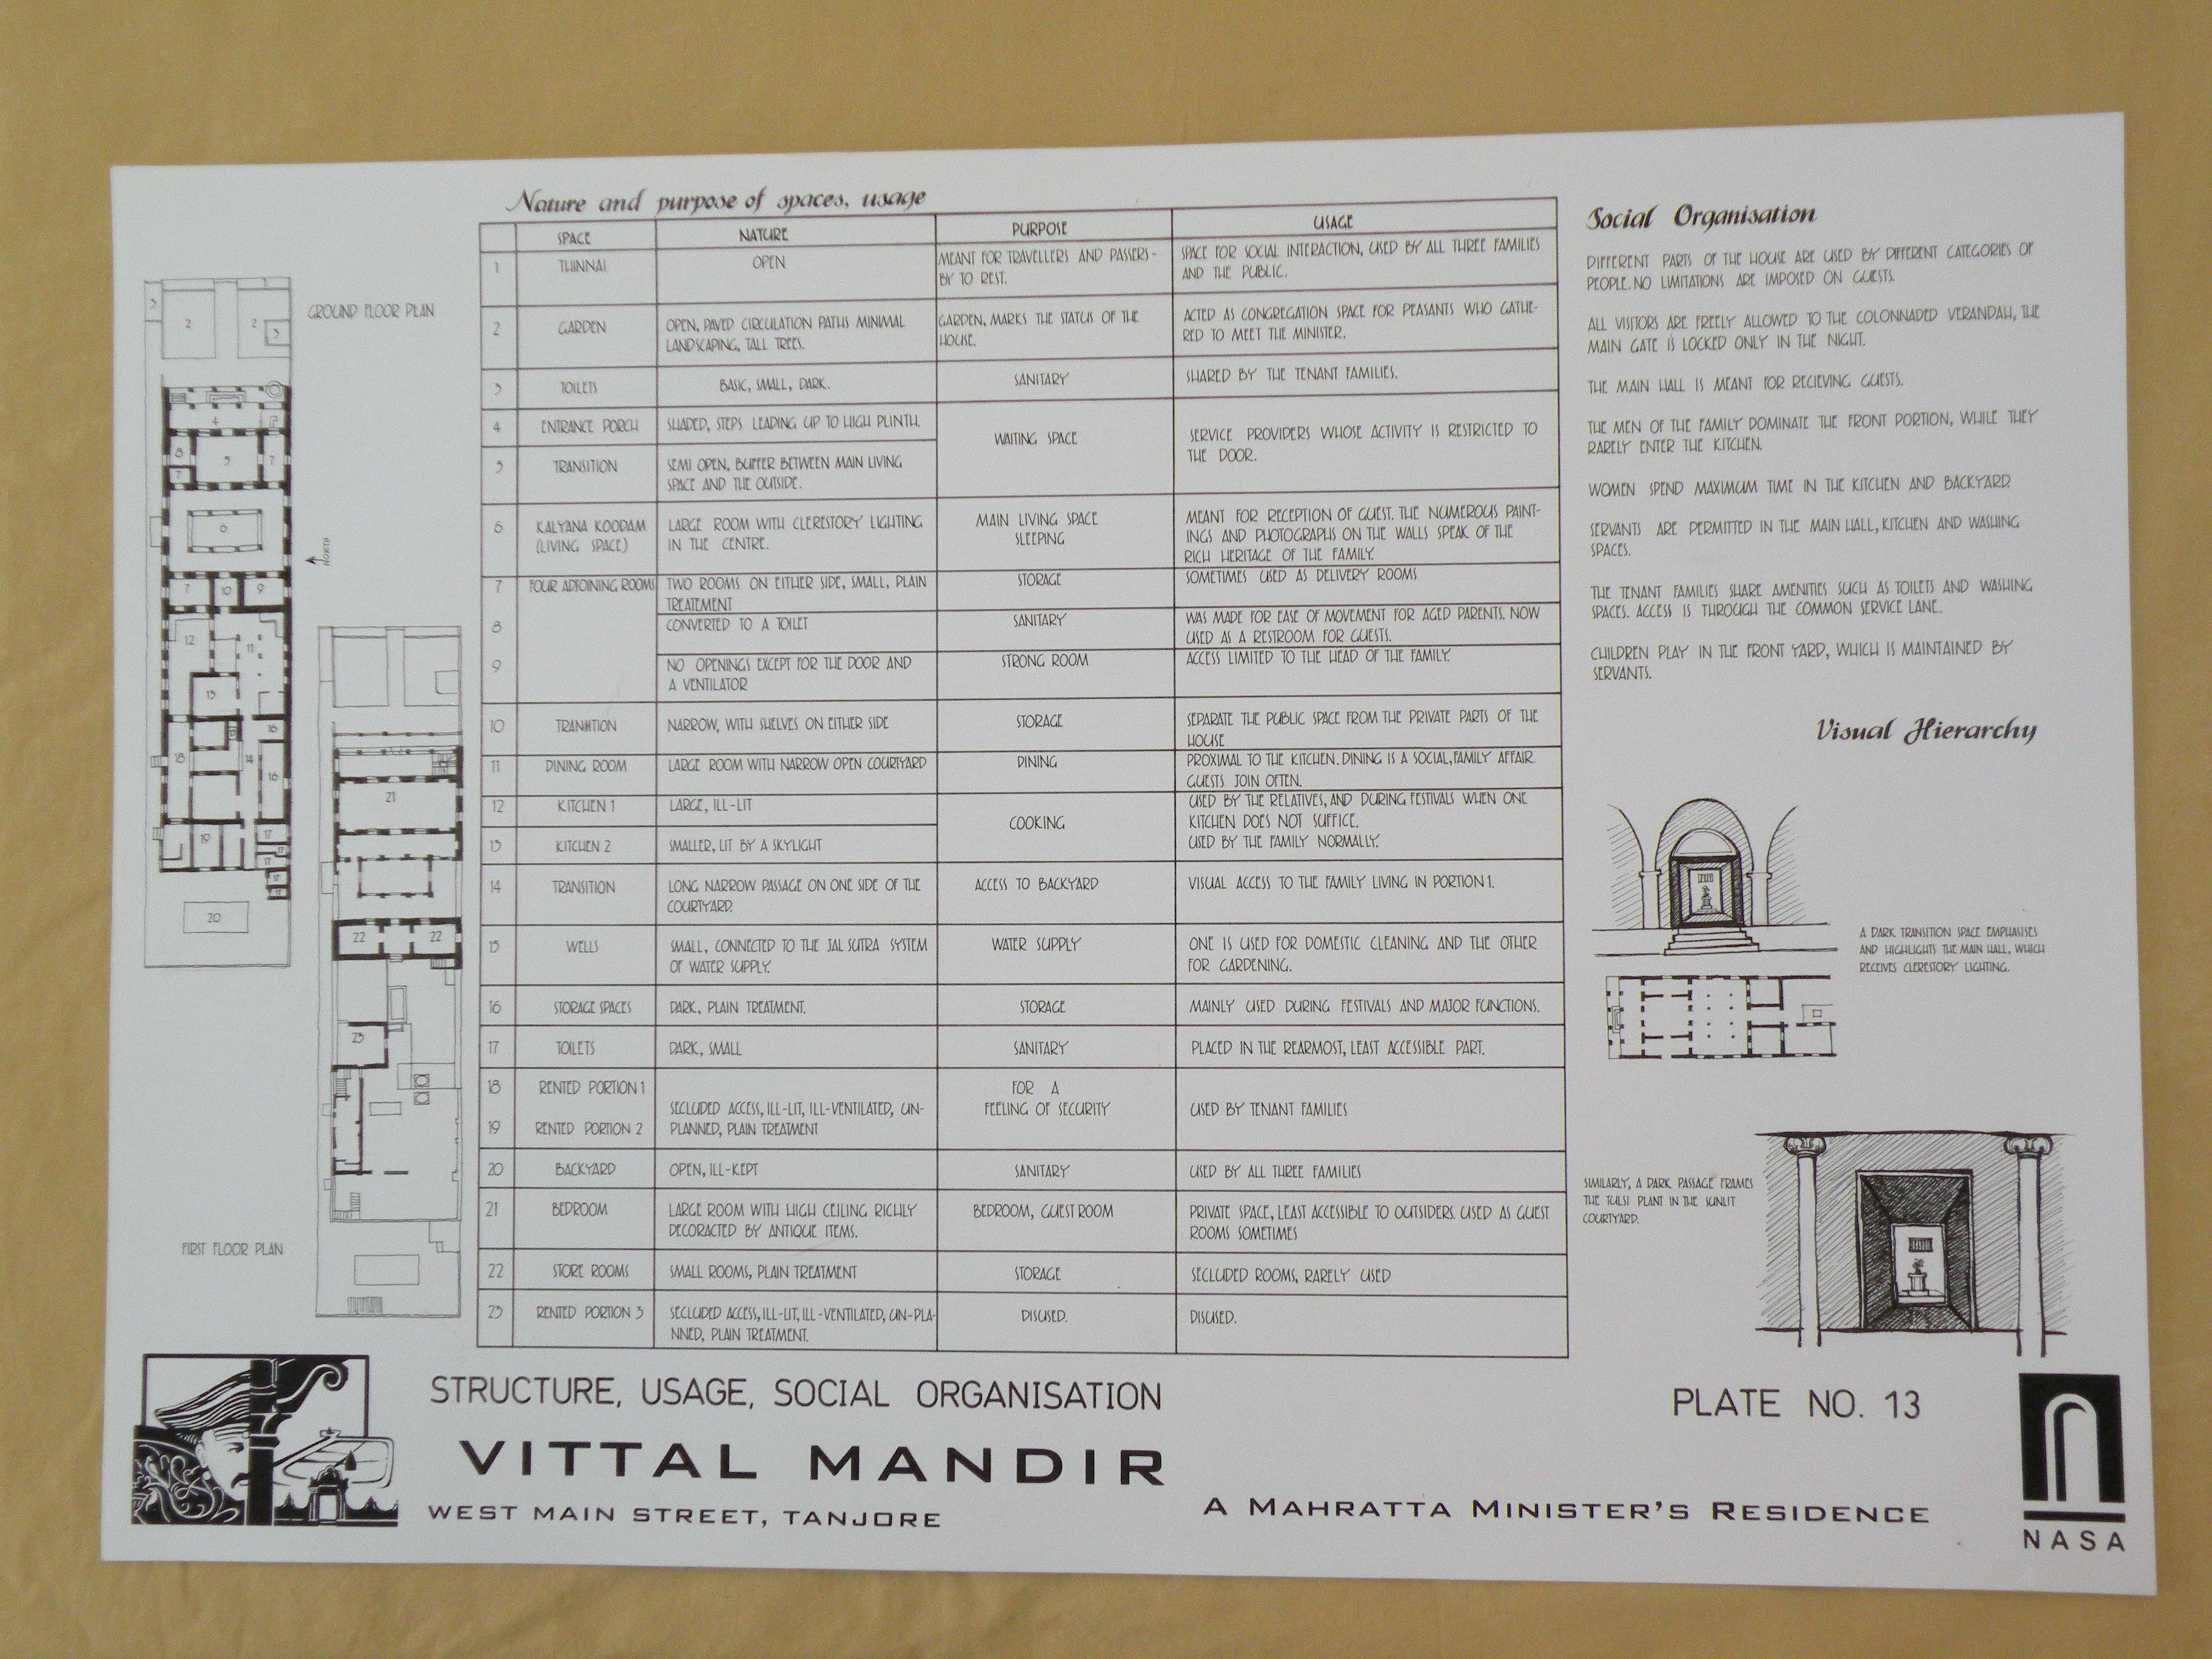 Nature and purpose of spaces, usage
SPACE NATURE PURPOSE USAGE
1 THINNAI OPEN MEANT FOR TRAVELLERS AND PASSERS-
BY TO REST. SPACE FOR SOCIAL INTERACTION, USED BY ALL THREE FAMILIES
AND THE PUBLIC.
2 GARDEN OPEN, PAVED CIRCULATION PATHS MINIMAL
LANDSCAPING, TALL TREES. GARDEN, MARKS THE STATUS OF THE
HOUSE. ACTED AS CONGREGATION SPACE FOR PEASANTS WHO GATHE-
RED TO MEET THE MINISTER.
3 TOILETS BASIC, SMALL, DARK. SANITARY SHARED BY THE TENANT FAMILIES.
4 ENTRANCE PORCH SHADED, STEPS LEADING UP TO HIGH PLINTH.
WAITING SPACE SERVICE PROVIDERS WHOSE ACTIVITY IS RESTRICTED TO
THE DOOR.
5 TRANSITION SEMI OPEN, BUFFER BETWEEN MAIN LIVING
SPACE AND THE OUTSIDE.
6 KALYANA KOODAM
(LIVING SPACE) LARGE ROOM WITH CLERESTORY LIGHTING
IN THE CENTRE. MAIN LIVING SPACE
SLEEPING MEANT FOR RECEPTION OF GUEST. THE NUMEROUS PAINT-
INGS AND PHOTOGRAPHS ON THE WALLS SPEAK OF THE
RICH HERITAGE OF THE FAMILY.
7 FOUR ADJOINING ROOMS TWO ROOMS ON EITHER SIDE, SMALL, PLAIN
TREATEMENT STORAGE SOMETIMES USED AS DELIVERY ROOMS
8 CONVERTED TO A TOILET SANITARY WAS MADE FOR EASE OF MOVEMENT FOR AGED PARENTS. NOW
USED AS A RESTROOM FOR GUESTS.
9 NO OPENINGS EXCEPT FOR THE DOOR AND
A VENTILATOR STRONG ROOM ACCESS LIMITED TO THE HEAD OF THE FAMILY.
10 NARROW, WITH SHELVES ON EITHER SIDE STORAGE SEPARATE THE PUBLIC SPACE FROM THE PRIVATE PARTS OF THE
HOUSE
11 DINING ROOM LARGE ROOM WITH NARROW OPEN COURTYARD DINING PROXIMAL TO THE KITCHEN. DINING IS A SOCIAL, FAMILY AFFAIR.
GUESTS JOIN OFTEN.
12 KITCHEN 1 LARGE, ILL-LIT COOKING USED BY THE RELATIVES, AND DURING FESTIVALS WHEN ONE
KITCHEN DOES NOT SUFFICE.
13 KITCHEN 2 SMALLER, LIT BY A SKYLIGHT USED BY THE FAMILY NORMALLY.
14 TRANSITION LONG NARROW PASSAGE ON ONE SIDE OF THE
COURTYARD. ACCESS TO BACKYARD VISUAL ACCESS TO THE FAMILY LIVING IN PORTION 1.
15 WELLS SMALL, CONNECTED TO THE JAL SUTRA SYSTEM
OF WATER SUPPLY. WATER SUPPLY ONE IS USED FOR DOMESTIC CLEANING AND THE OTHER
FOR GARDENING.
16 STORAGE SPACES DARK, PLAIN TREATMENT. STORAGE MAINLY USED DURING FESTIVALS AND MAJOR FUNCTIONS.
17 TOILETS DARK, SMALL SANITARY PLACED IN THE REARMOST, LEAST ACCESSIBLE PART.
18 RENTED PORTION 1 FOR A
SECLUDED ACCESS, ILL-LIT, ILL-VENTILATED, UN-
PLANNED, PLAIN TREATMENT FEELING OF SECURITY USED BY TENANT FAMILIES
19 RENTED PORTION 2
20 BACKYARD OPEN, ILL-KEPT SANITARY USED BY ALL THREE FAMILIES
21 BEDROOM LARGE ROOM WITH HIGH CEILING RICHLY
DECORACTED BY ANTIQUE ITEMS. BEDROOM, GUEST ROOM PRIVATE SPACE, LEAST ACCESSIBLE TO OUTSIDERS. USED AS GUEST
ROOMS SOMETIMES
22 STORE ROOMS SMALL ROOMS, PLAIN TREATMENT STORAGE SECLUDED ROOMS, RARELY USED
23 RENTED PORTION 3 SECLUDED ACCESS, ILL-LIT, ILL-VENTILATED, UN-PLA-
NNED, PLAIN TREATMENT. DISUSED. DISUSED.
GROUND FLOOR PLAN
NORTH
FIRST FLOOR PLAN
Social Organisation
DIFFERENT PARTS OF THE HOUSE ARE USED BY DIFFERENT CATEGORIES OF
PEOPLE. NO LIMITATIONS ARE IMPOSED ON GUESTS.
ALL VISITORS ARE FREELY ALLOWED TO THE COLONNADED VERANDAH, THE
MAIN GATE IS LOCKED ONLY IN THE NIGHT.
THE MAIN HALL IS MEANT FOR RECIEVING GUESTS.
THE MEN OF THE FAMILY DOMINATE THE FRONT PORTION, WHILE THEY
RARELY ENTER THE KITCHEN.
WOMEN SPEND MAXIMUM TIME IN THE KITCHEN AND BACKYARD.
SERVANTS ARE PERMITTED IN THE MAIN HALL, KITCHEN AND WASHING
SPACES.
THE TENANT FAMILIES SHARE AMENITIES SUCH AS TOILETS AND WASHING
SPACES. ACCESS IS THROUGH THE COMMON SERVICE LANE.
CHILDREN PLAY IN THE FRONT YARD, WHICH IS MAINTAINED BY
SERVANTS.
Visual Hierarchy
A DARK TRANSITION SPACE EMPHASISES
AND HIGHLIGHTS THE MAIN HALL, WHICH
RECEIVES CLERESTORY LIGHTING.
SIMILARLY, A DARK PASSAGE FRAMES
THE TULSI PLANT IN THE SUNLIT
COURTYARD.
STRUCTURE, USAGE, SOCIAL ORGANISATION
PLATE NO. 13
VITTAL MANDIR
WEST MAIN STREET, TANJORE
A MAHRATTA MINISTER'S RESIDENCE
NASA